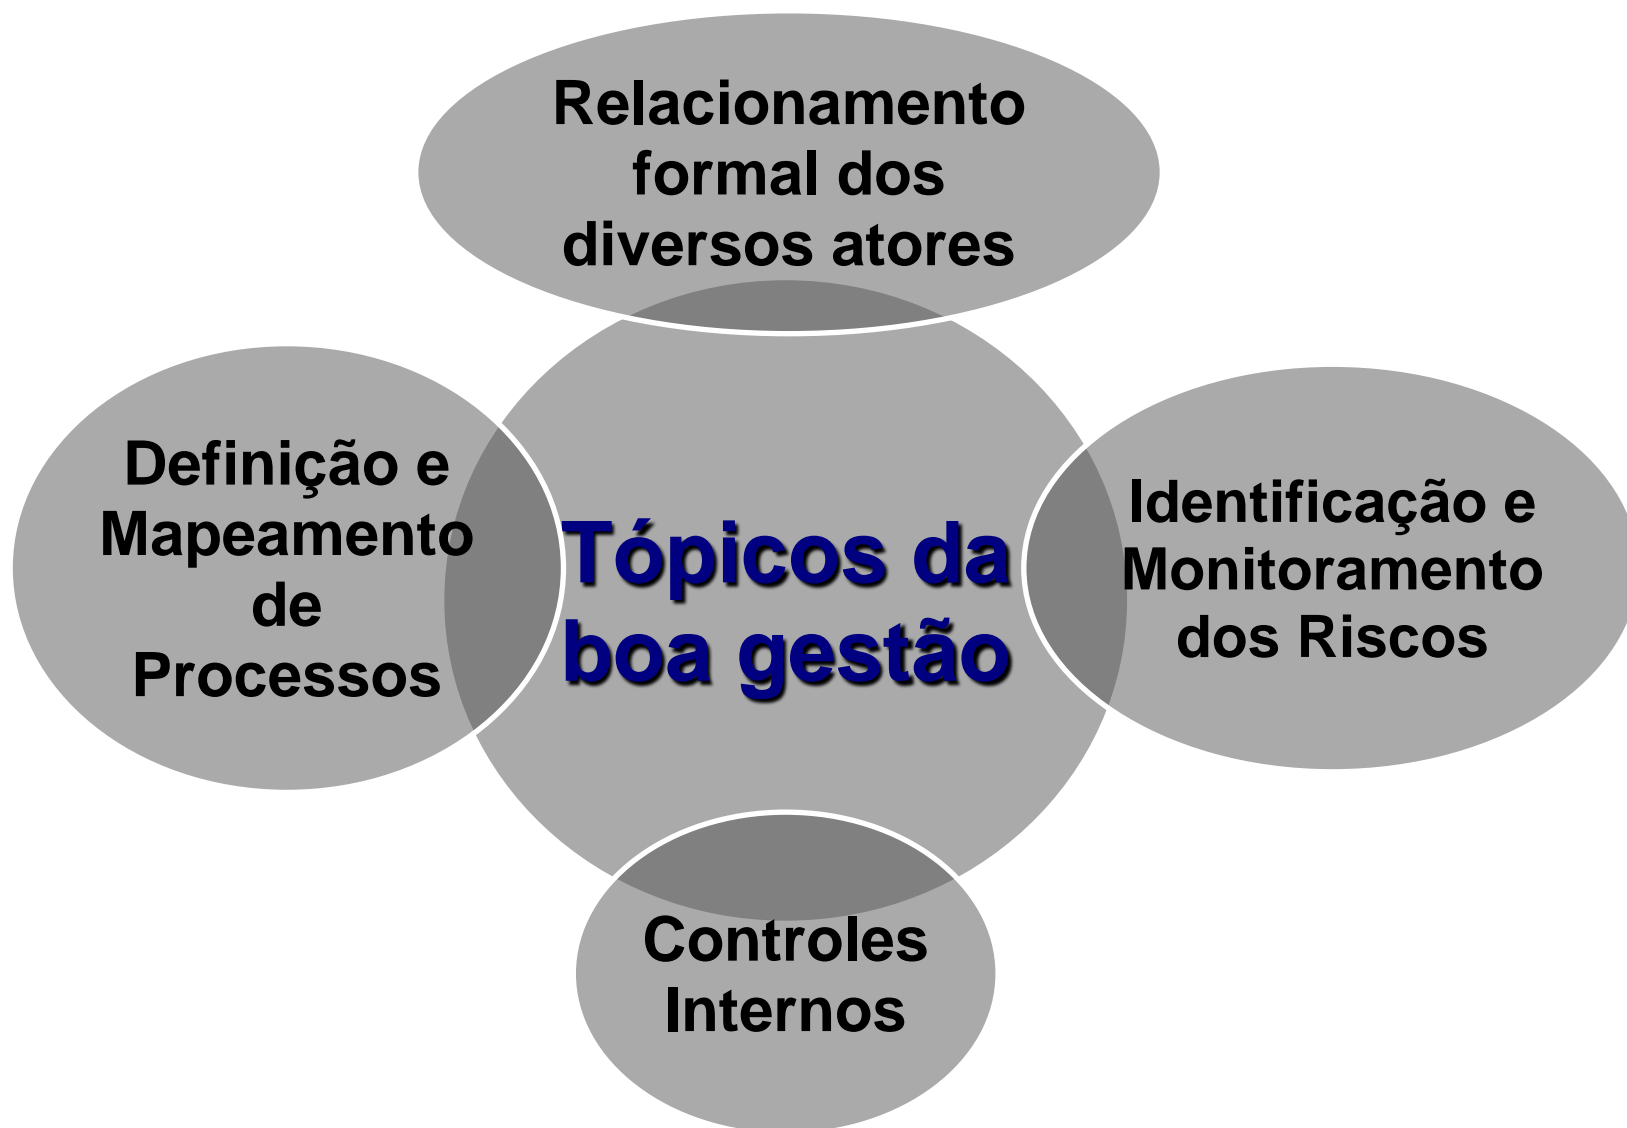 Relacionamento
formal dos
diversos atores
Definição e
Mapeamento
de
Processos
Tópicos da
boa gestão
Identificação e
Monitoramento
dos Riscos
Controles
Internos